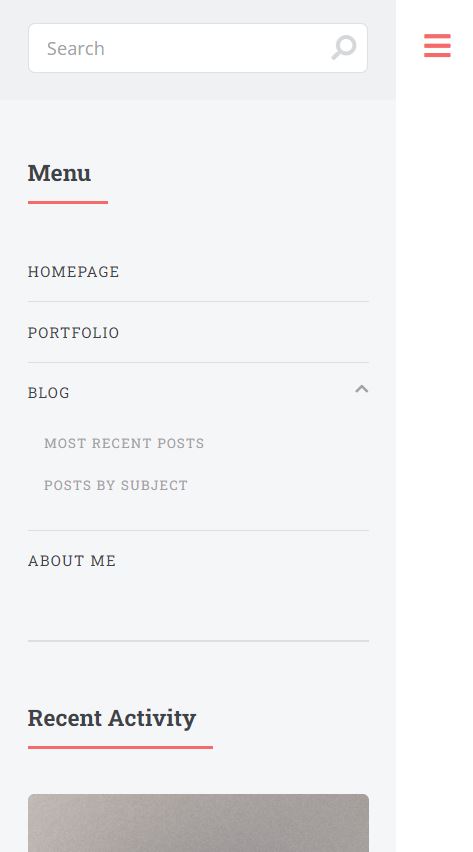 Search
Menu
HOMEPAGE
PORTFOLIO
BLOG
MOST RECENT POSTS
POSTS BY SUBJECT
ABOUT ME
Recent Activity